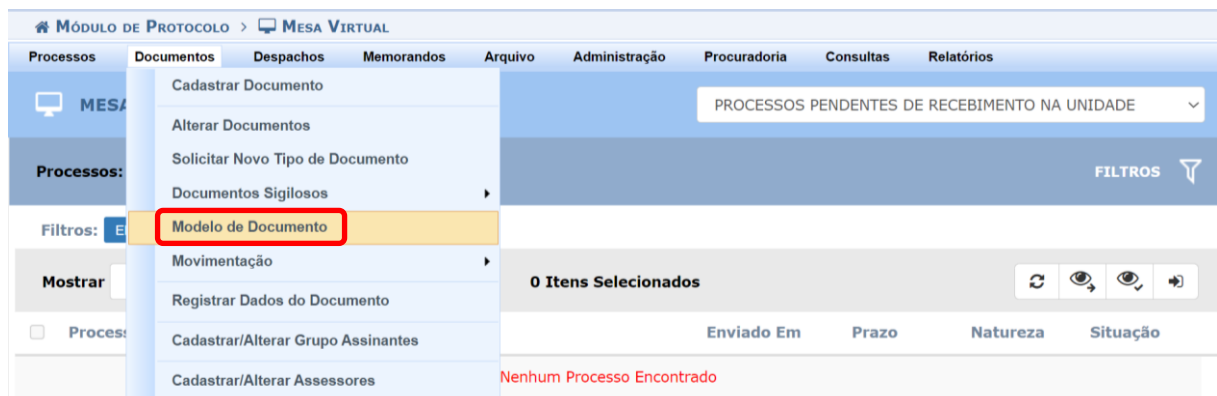 MÓDULO DE PROTOCOLO > MESA VIRTUAL
Processos Documentos Despachos Memorandos Arquivo Administração Procuradoria Consultas Relatórios
Cadastrar Documento
MESA PROCESSOS PENDENTES DE RECEBIMENTO NA UNIDADE
Alterar Documentos
Solicitar Novo Tipo de Documento
Processos: FILTROS
Documentos Sigilosos
Filtros: E Modelo de Documento
Movimentação
Mostrar 0 Itens Selecionados
Registrar Dados do Documento
Process Enviado Em Prazo Natureza Situação
Cadastrar/Alterar Grupo Assinantes
Cadastrar/Alterar Assessores Nenhum Processo Encontrado